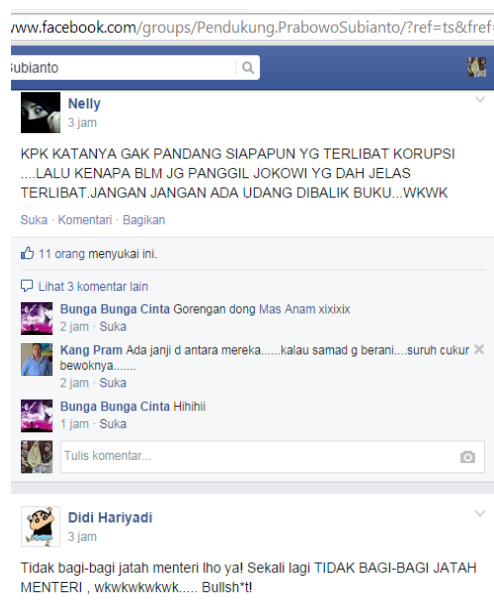 www.facebook.com/groups/Pendukung.PrabowoSubianto/?ref=ts&fref=
Subianto
Nelly
3 jam
KPK KATANYA GAK PANDANG SIAPAPUN YG TERLIBAT KORUPSI
....LALU KENAPA BLM JG PANGGIL JOKOWI YG DAH JELAS
TERLIBAT.JANGAN JANGAN ADA UDANG DIBALIK BUKU...WKWK
Suka · Komentari · Bagikan
11 orang menyukai ini.
Lihat 3 komentar lain
Bunga Bunga Cinta Gorengan dong Mas Anam xixixix
2 jam · Suka
Kang Pram Ada janji d antara mereka......kalau samad g berani....suruh cukur
bewoknya.......
2 jam · Suka
Bunga Bunga Cinta Hihihii
1 jam · Suka
Tulis komentar...
Didi Hariyadi
3 jam
Tidak bagi-bagi jatah menteri lho ya! Sekali lagi TIDAK BAGI-BAGI JATAH
MENTERI , wkwkwkwkwk..... Bullsh*t!